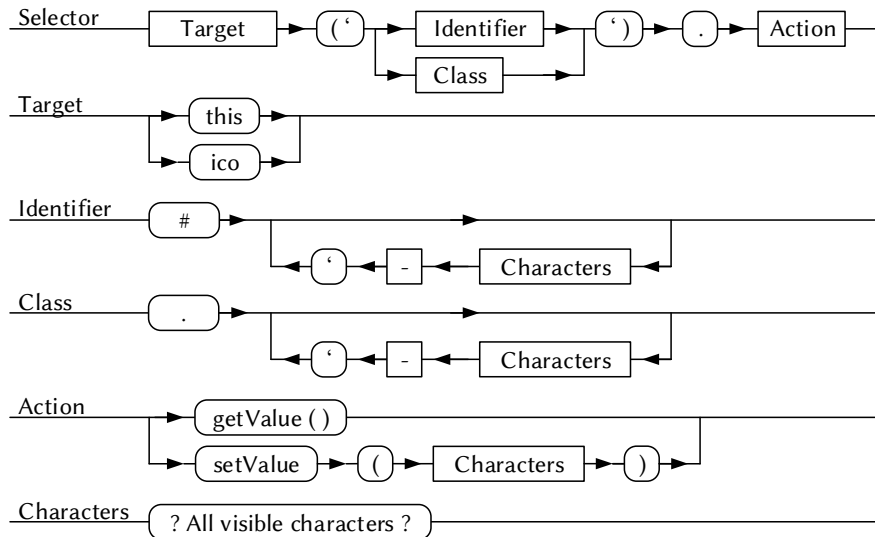 Selector Target (‘ Identifier ‘) . Action
Class
Target this
ico
Identifier #
‘ - Characters
Class .
‘ - Characters
Action getValue ( )
setValue ( Characters )
Characters ? All visible characters ?